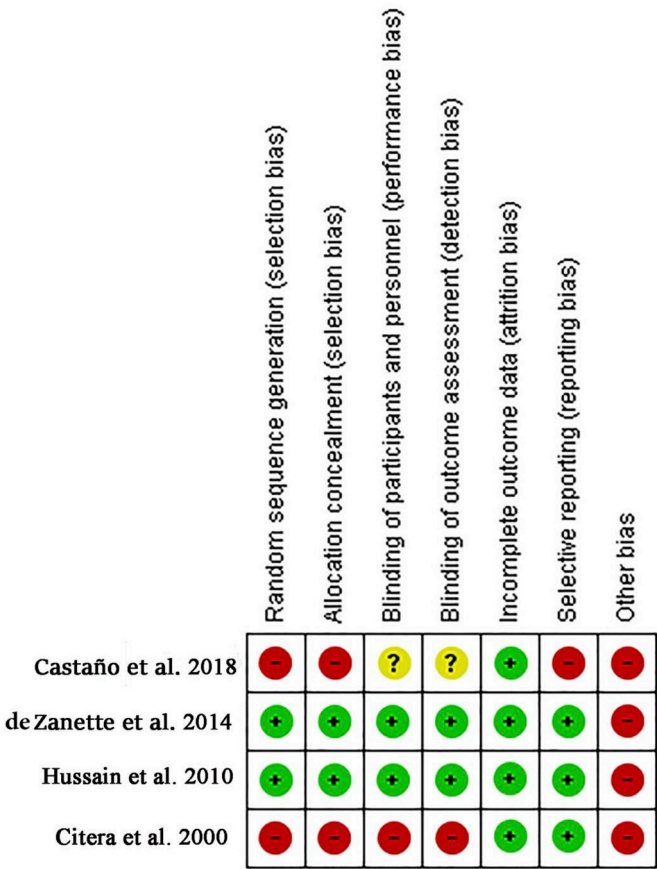 Random sequence generation (selection bias)
Allocation concealment (selection bias)
Blinding of participants and personnel (performance bias)
Blinding of outcome assessment (detection bias)
Incomplete outcome data (attrition bias)
Selective reporting (reporting bias)
Other bias
Castaño et al. 2018 - - ? ? + - -
de Zanette et al. 2014 + + + + + + -
Hussain et al. 2010 + + + + + + -
Citera et al. 2000 - - - - + + -